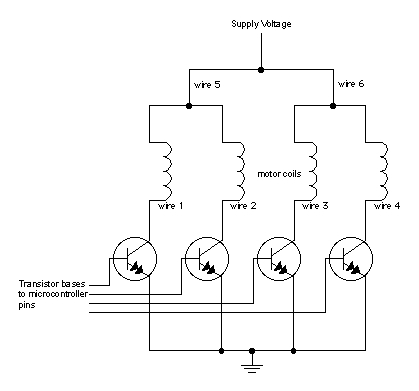 Supply Voltage
wire 5
wire 6
motor coils
wire 1
wire 2
wire 3
wire 4
Transistor bases
to microcontroller
pins